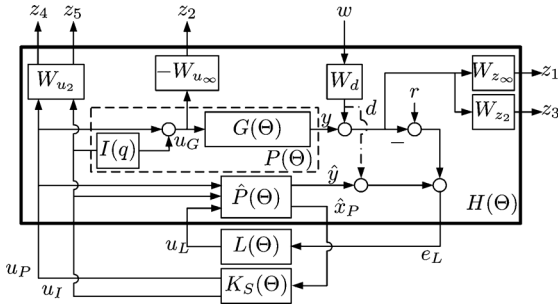 z₄ z₅ z₂ w
W_{u₂} −W_{u∞} W_d W_{z∞} z₁
d r W_{z₂} z₃
I(q) u_G G(Θ) y −
P(Θ)
P̂(Θ) ŷ x̂_P H(Θ)
u_L L(Θ) e_L
u_P u_I K_S(Θ)